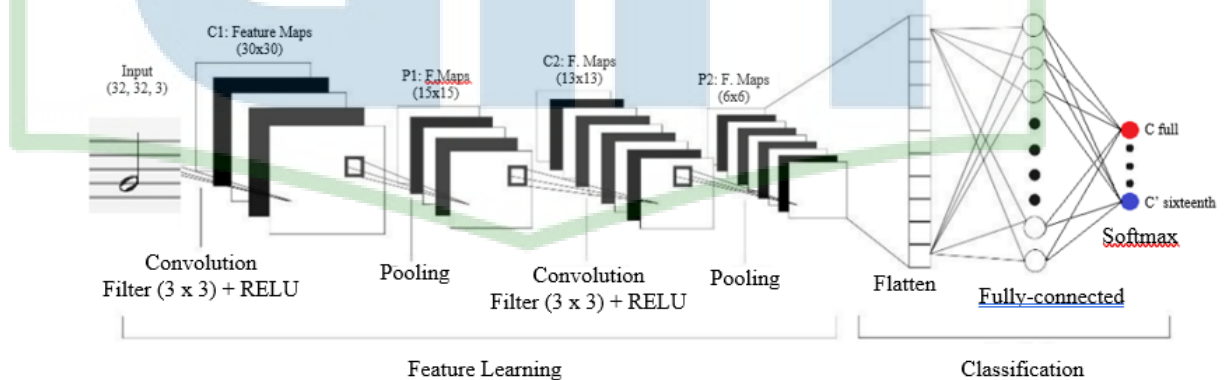 Input
(32, 32, 3)
C1: Feature Maps
(30x30)
P1: F.Maps
(15x15)
C2: F. Maps
(13x13)
P2: F. Maps
(6x6)
C full
C' sixteenth
Softmax
Convolution
Filter (3 x 3) + RELU
Pooling
Convolution
Filter (3 x 3) + RELU
Pooling
Flatten
Fully-connected
Feature Learning
Classification